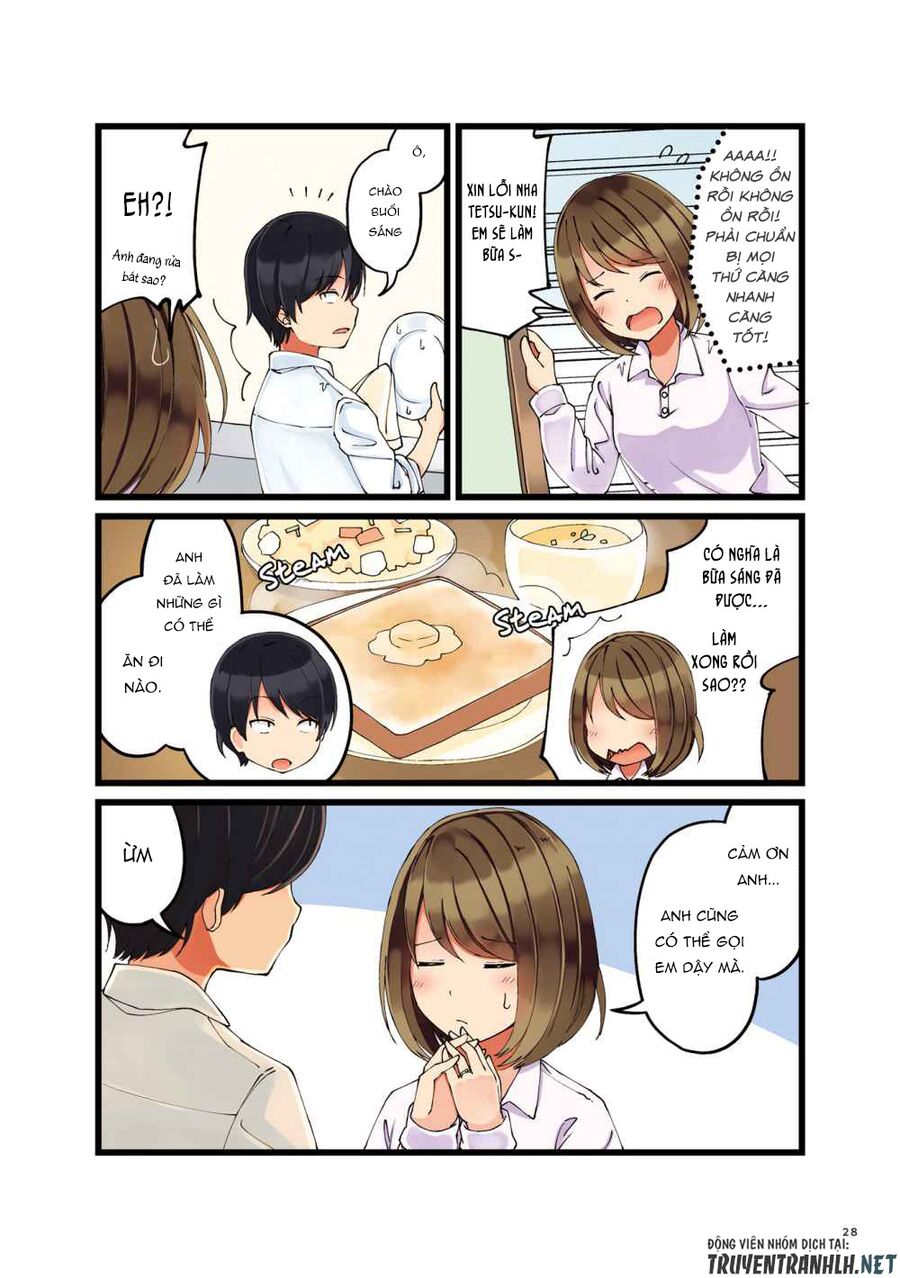 AAAA!!
KHÔNG ỔN
RỒI KHÔNG
ỔN RỒI!
PHẢI CHUẨN
BỊ MỌI
THỨ CÀNG
NHANH
CÀNG
TỐT!
XIN LỖI NHA
TETSU-KUN!
EM SẼ LÀM
BỮA S-
Ô,
CHÀO
BUỔI
SÁNG
EH?!
Anh đang rửa
bát sao?
CÓ NGHĨA LÀ
BỮA SÁNG ĐÃ
ĐƯỢC...
LÀM
XONG RỒI
SAO??
STEAM
STEAM
ANH
ĐÃ LÀM
NHỮNG GÌ
CÓ THỂ
ĂN ĐI
NÀO.
CẢM ƠN
ANH...
ANH CŨNG
CÓ THỂ GỌI
EM DẬY MÀ.
ỪM
28
ĐỘNG VIÊN NHÓM DỊCH TẠI:
TRUYENTRANHLH.NET